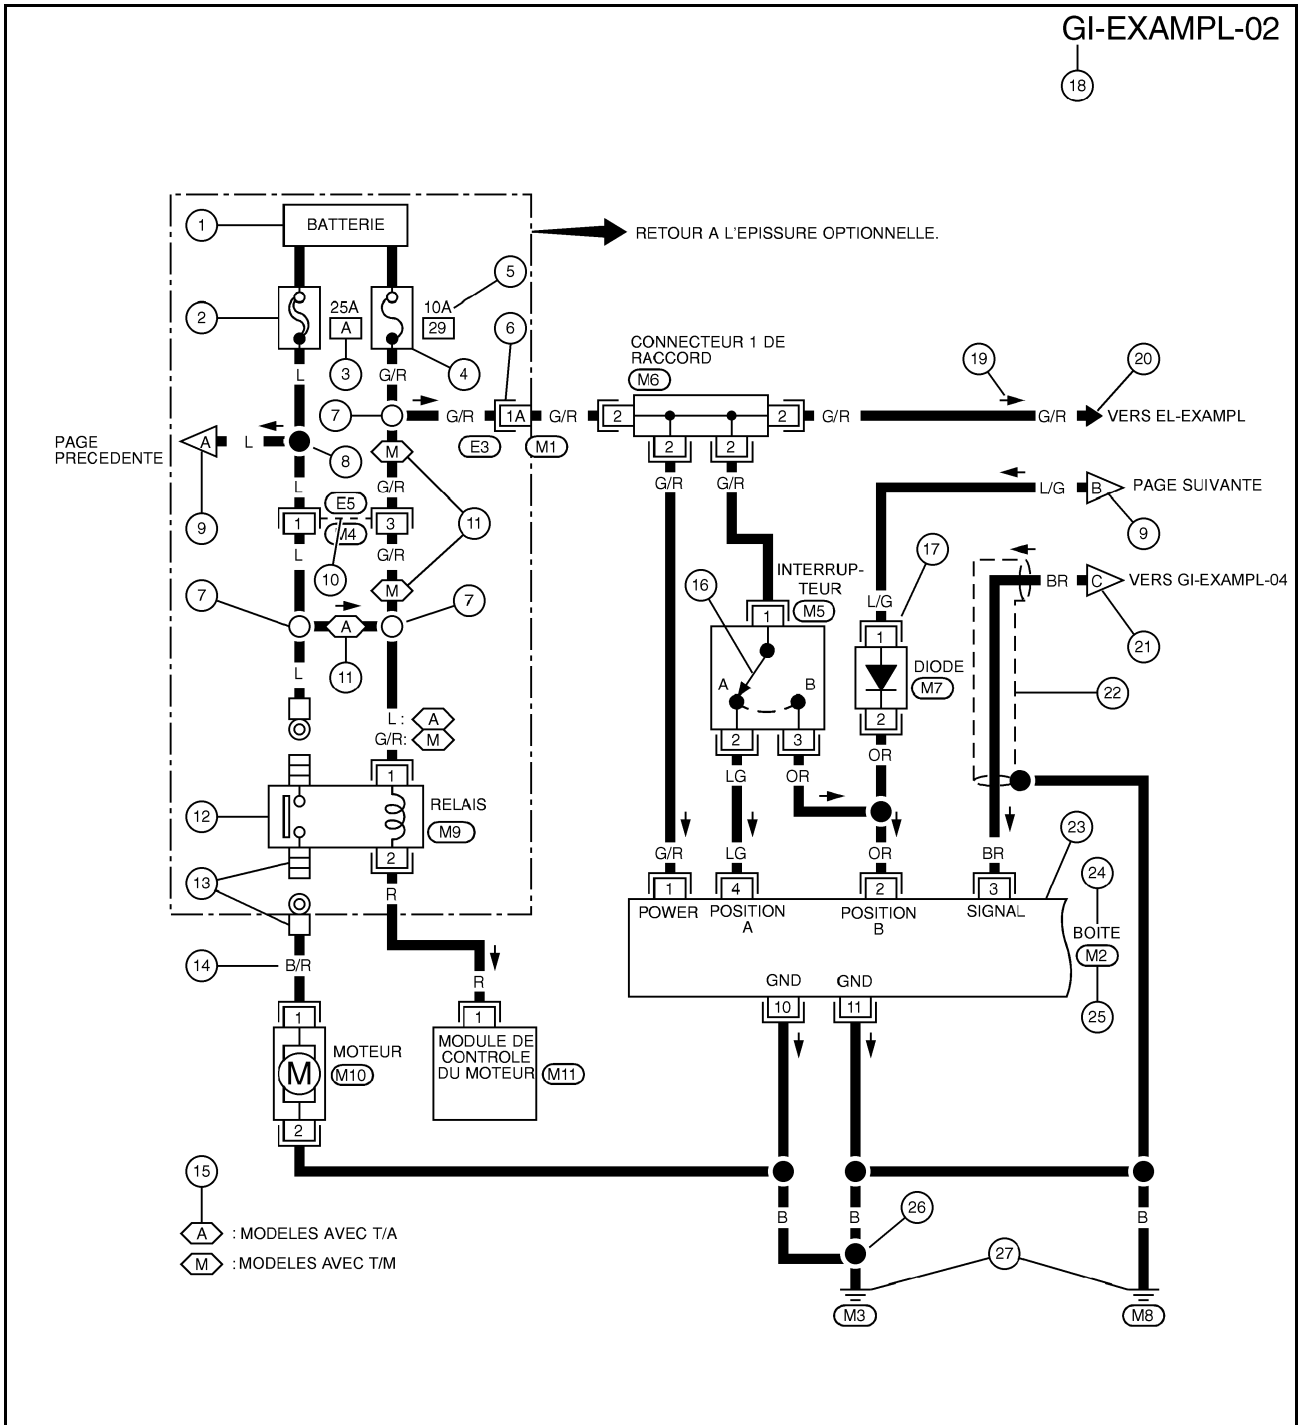 GI-EXAMPL-02
18
1
BATTERIE
RETOUR A L'EPISSURE OPTIONNELLE.
5
2
25A
A
10A
29
6
3
4
CONNECTEUR 1 DE
RACCORD
M6
19
20
L
G/R
7
G/R
1A
G/R
2
2
G/R
G/R
VERS EL-EXAMPL
E3
M1
2
2
PAGE
PRECEDENTE
A
L
8
M
G/R
G/R
L/G
B
PAGE SUIVANTE
L
G/R
9
E5
1
3
M4
11
9
17
L
G/R
10
INTERRUP-
TEUR
M5
BR
C
VERS GI-EXAMPL-04
16
M
7
7
L/G
1
1
A
21
11
L
A
B
DIODE
M7
22
L :
A
G/R:
M
2
2
3
LG
OR
OR
1
12
RELAIS
M9
23
2
G/R
LG
OR
BR
13
R
1
4
2
3
24
POWER
POSITION
A
POSITION
B
SIGNAL
BOITE
M2
14
B/R
R
GND
GND
10
11
25
1
1
MOTEUR
M
M10
MODULE DE
CONTROLE
DU MOTEUR
M11
2
15
26
B
B
B
A
: MODELES AVEC T/A
M
: MODELES AVEC T/M
27
M3
M8